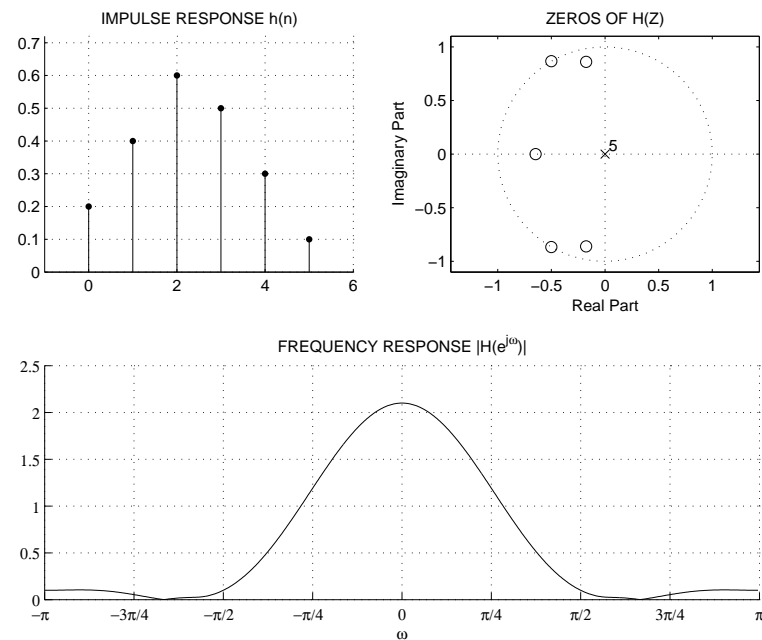 IMPULSE RESPONSE h(n)
0.7
0.6
0.5
0.4
0.3
0.2
0.1
0
0 2 4 6
ZEROS OF H(Z)
Imaginary Part
1
0.5
0
−0.5
−1
5
−1 −0.5 0 0.5 1
Real Part
FREQUENCY RESPONSE |H(e^jω)|
2.5
2
1.5
1
0.5
0
−π −3π/4 −π/2 −π/4 0 π/4 π/2 3π/4 π
ω